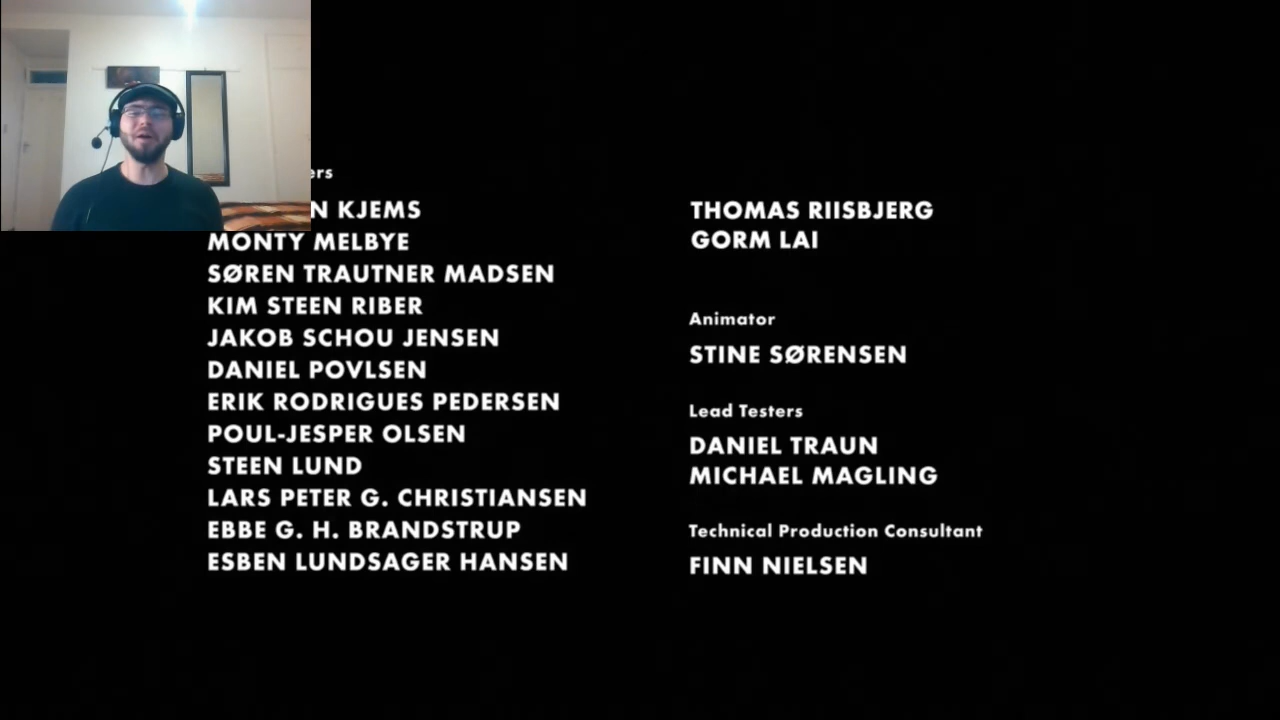 KJEMS
MONTY MELBYE
SØREN TRAUTNER MADSEN
KIM STEEN RIBER
JAKOB SCHOU JENSEN
DANIEL POVLSEN
ERIK RODRIGUES PEDERSEN
POUL-JESPER OLSEN
STEEN LUND
LARS PETER G. CHRISTIANSEN
EBBE G. H. BRANDSTRUP
ESBEN LUNDSAGER HANSEN
THOMAS RIISBJERG
GORM LAI
Animator
STINE SØRENSEN
Lead Testers
DANIEL TRAUN
MICHAEL MAGLING
Technical Production Consultant
FINN NIELSEN